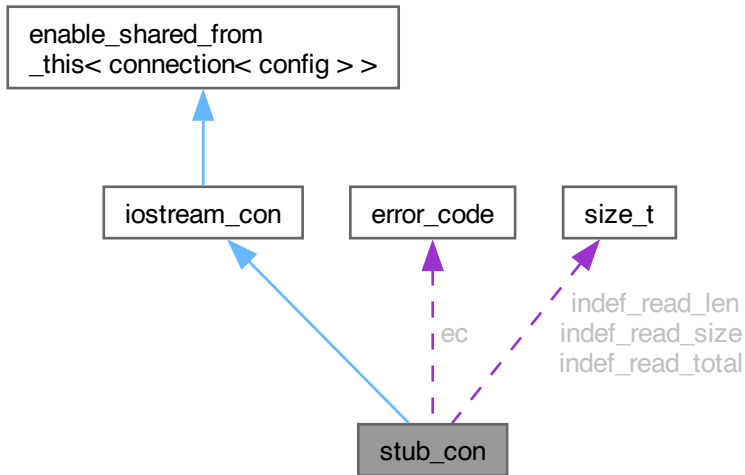 enable_shared_from
_this< connection< config > >
iostream_con
error_code
size_t
ec
indef_read_len
indef_read_size
indef_read_total
stub_con